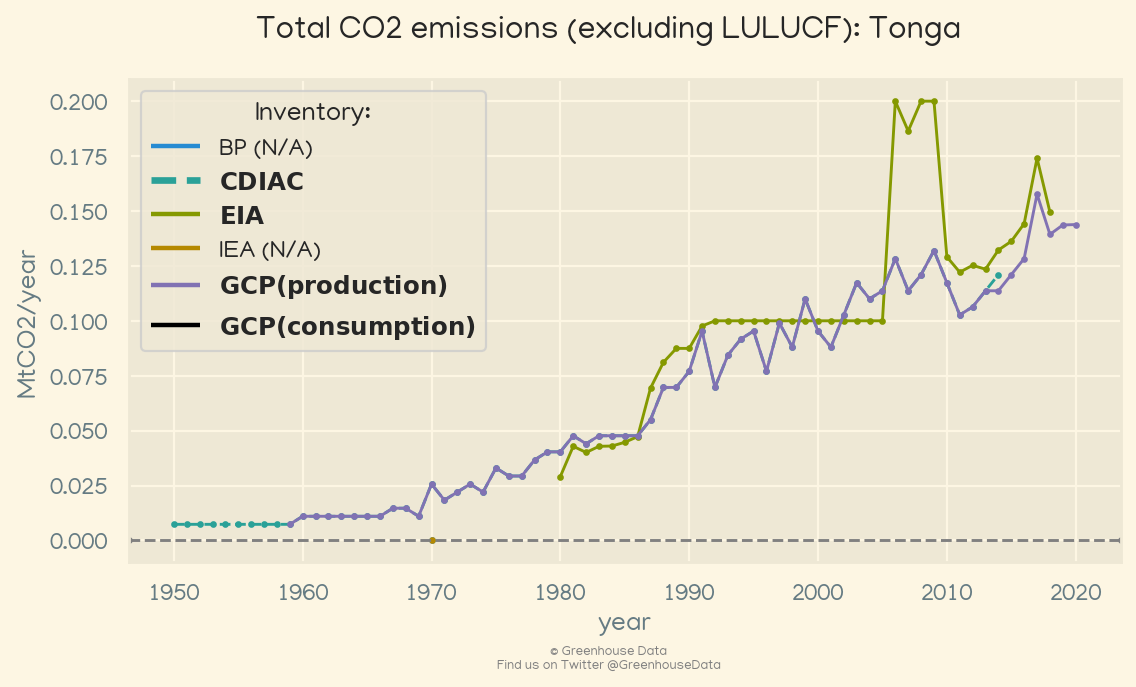 Total CO2 emissions (excluding LULUCF): Tonga
Inventory:
BP (N/A)
CDIAC
EIA
IEA (N/A)
GCP(production)
GCP(consumption)
MtCO2/year
0.200
0.175
0.150
0.125
0.100
0.075
0.050
0.025
0.000
1950 1960 1970 1980 1990 2000 2010 2020
year
© Greenhouse Data
Find us on Twitter @GreenhouseData